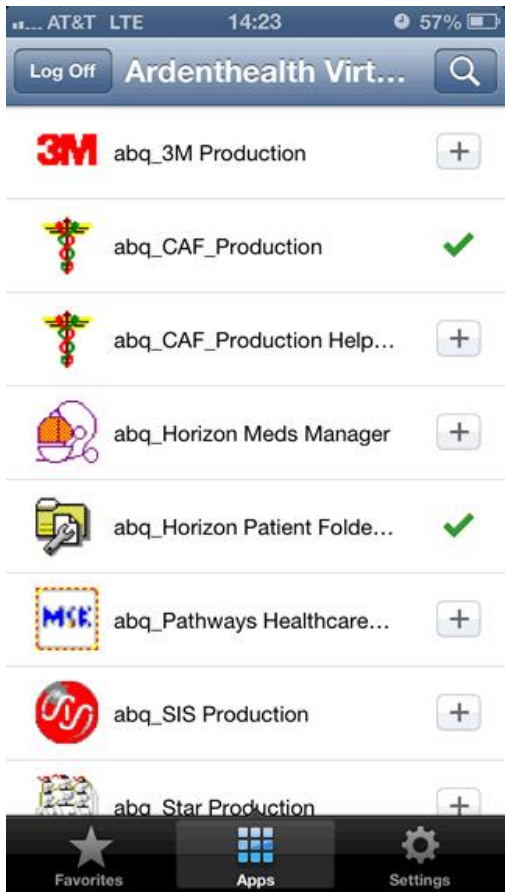 AT&T LTE 14:23 57%
Log Off Ardenthealth Virt...
3M abq_3M Production
abq_CAF_Production
abq_CAF_Production Help...
abq_Horizon Meds Manager
abq_Horizon Patient Folde...
MSK abq_Pathways Healthcare...
SIS abq_SIS Production
abq_Star Production
Favorites Apps Settings